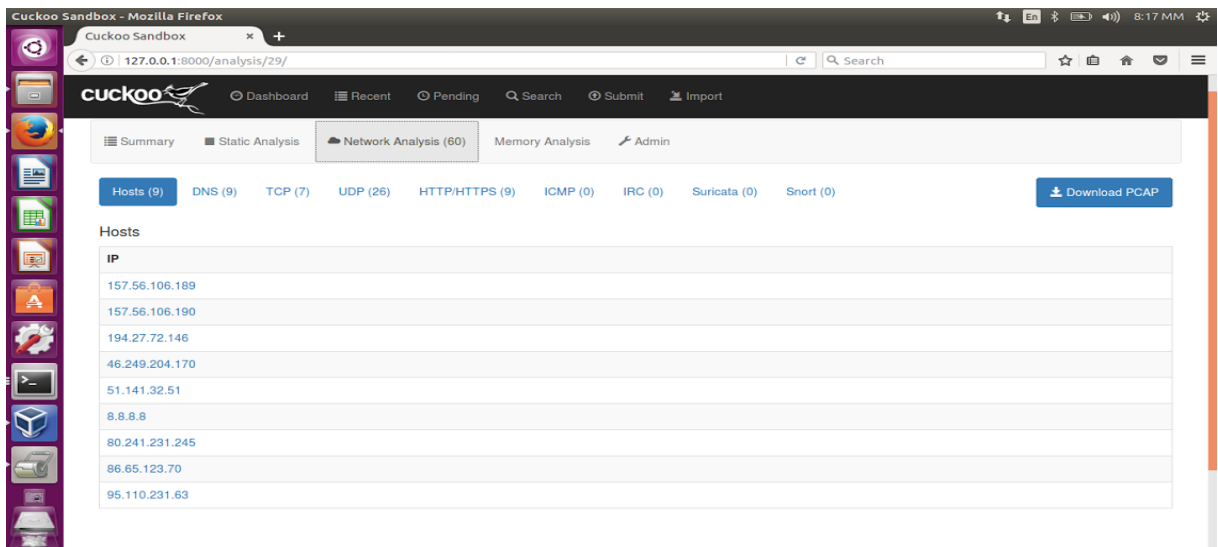 Cuckoo Sandbox - Mozilla Firefox En 8:17 MM
Cuckoo Sandbox × +
127.0.0.1:8000/analysis/29/ Search
cuckoo Dashboard Recent Pending Search Submit Import
Summary Static Analysis Network Analysis (60) Memory Analysis Admin
Hosts (9) DNS (9) TCP (7) UDP (26) HTTP/HTTPS (9) ICMP (0) IRC (0) Suricata (0) Snort (0) Download PCAP
Hosts
IP
157.56.106.189
157.56.106.190
194.27.72.146
46.249.204.170
51.141.32.51
8.8.8.8
80.241.231.245
86.65.123.70
95.110.231.63